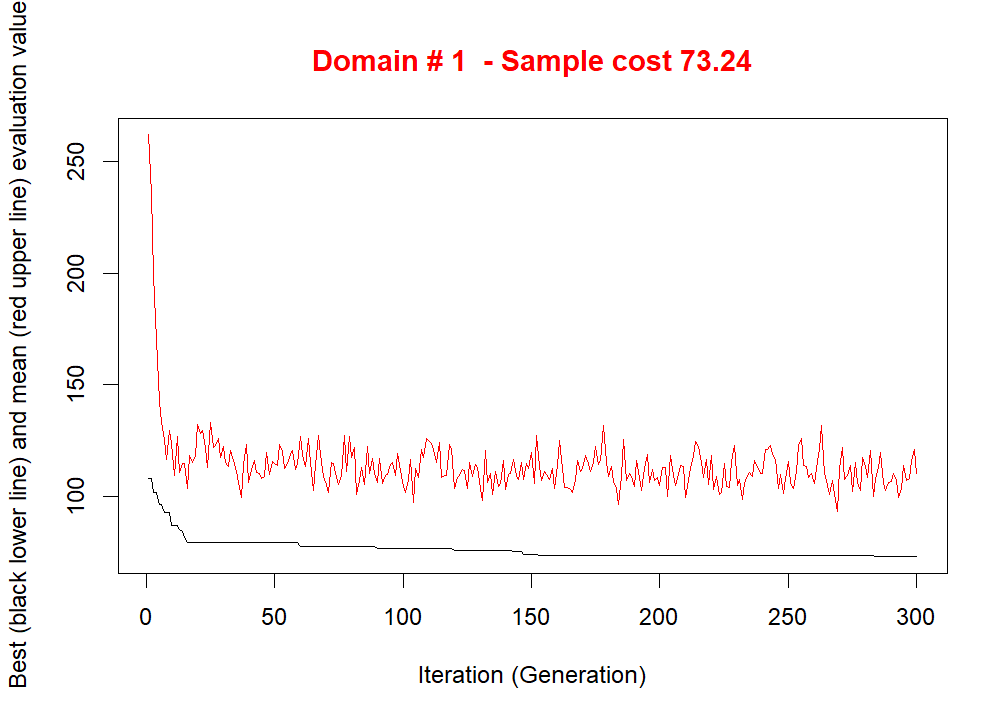 Domain # 1  - Sample cost 73.24
Best (black lower line) and mean (red upper line) evaluation value
250
200
150
100
0 50 100 150 200 250 300
Iteration (Generation)